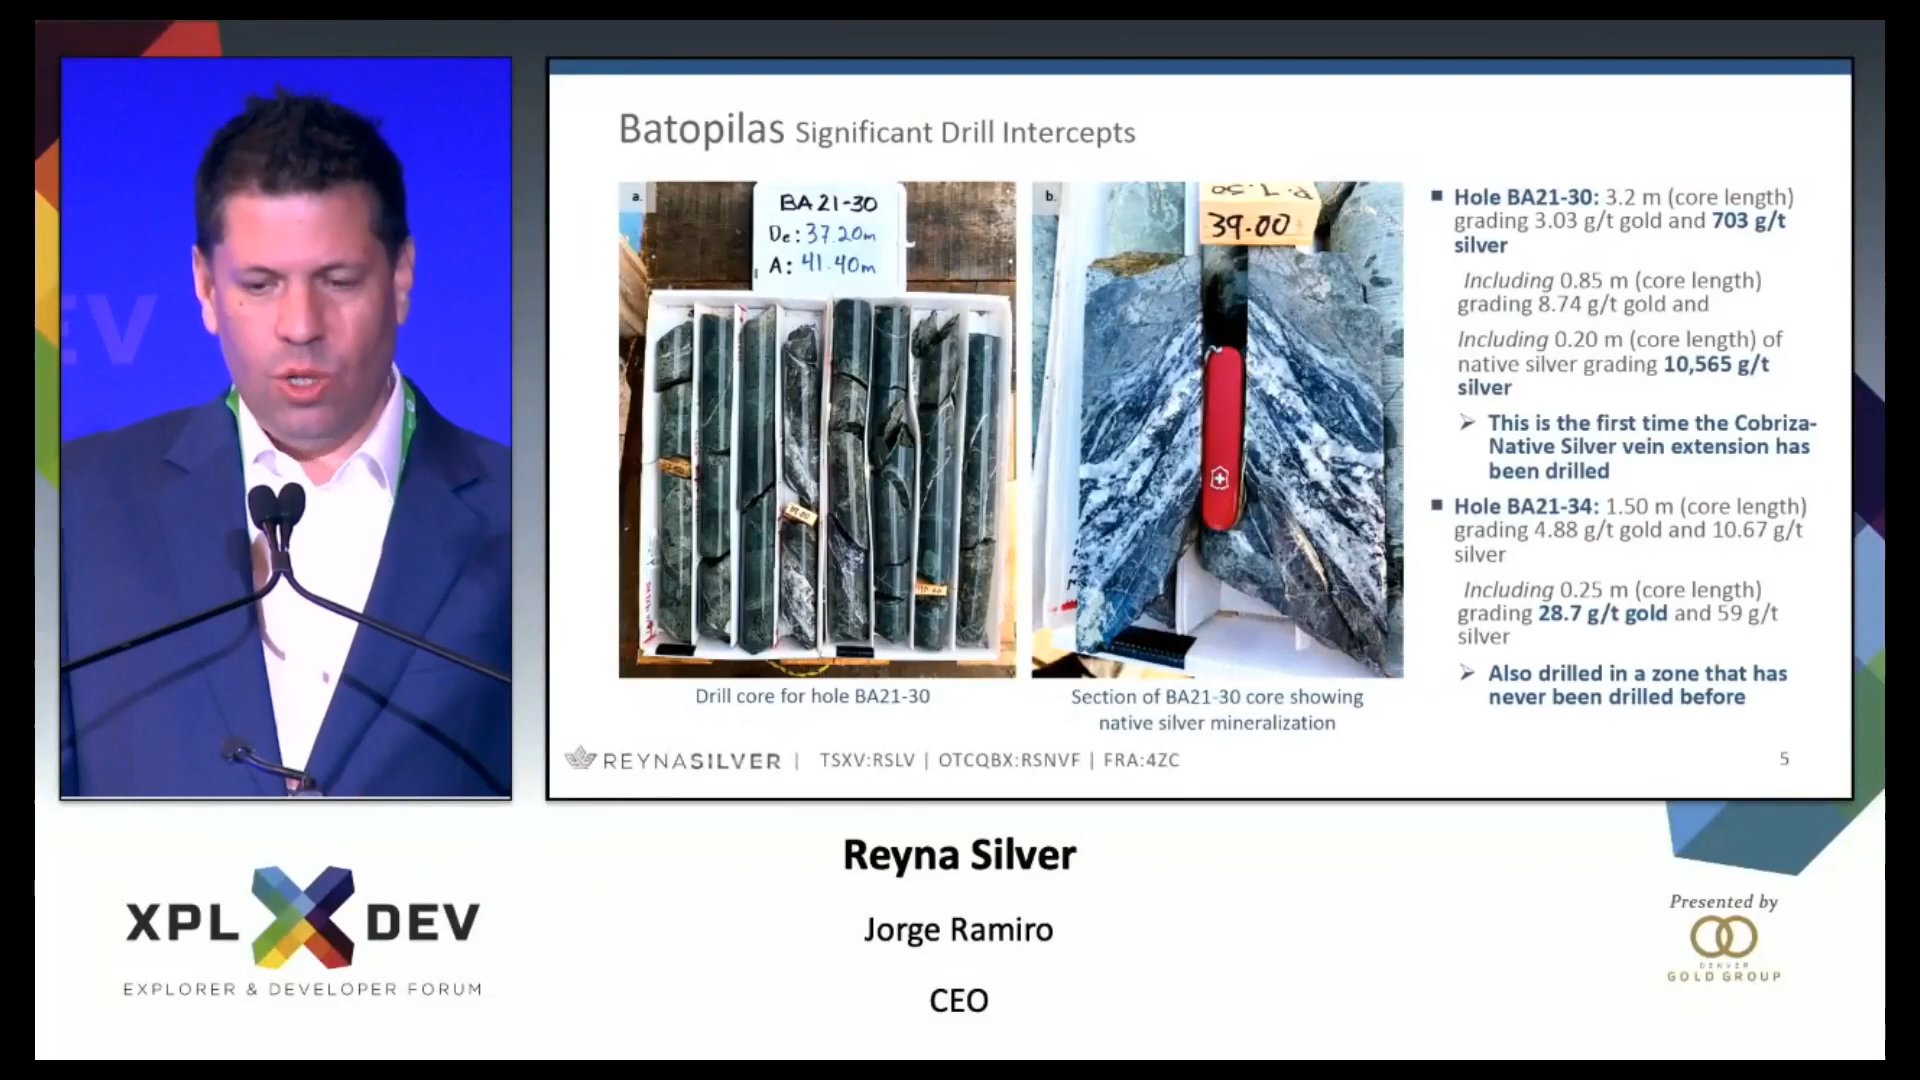 EV
Batopilas Significant Drill Intercepts
a.
BA21-30
De: 37.20m
A: 41.40m
b.
39.00
39.00
■ Hole BA21-30: 3.2 m (core length)
grading 3.03 g/t gold and 703 g/t
silver
Including 0.85 m (core length)
grading 8.74 g/t gold and
Including 0.20 m (core length) of
native silver grading 10,565 g/t
silver
➢ This is the first time the Cobriza-
Native Silver vein extension has
been drilled
■ Hole BA21-34: 1.50 m (core length)
grading 4.88 g/t gold and 10.67 g/t
silver
Including 0.25 m (core length)
grading 28.7 g/t gold and 59 g/t
silver
➢ Also drilled in a zone that has
never been drilled before
Drill core for hole BA21-30
Section of BA21-30 core showing
native silver mineralization
REYNASILVER | TSXV:RSLV | OTCQBX:RSNVF | FRA:4ZC
5
Reyna Silver
Jorge Ramiro
CEO
XPL DEV
EXPLORER & DEVELOPER FORUM
Presented by
DENVER
GOLD GROUP